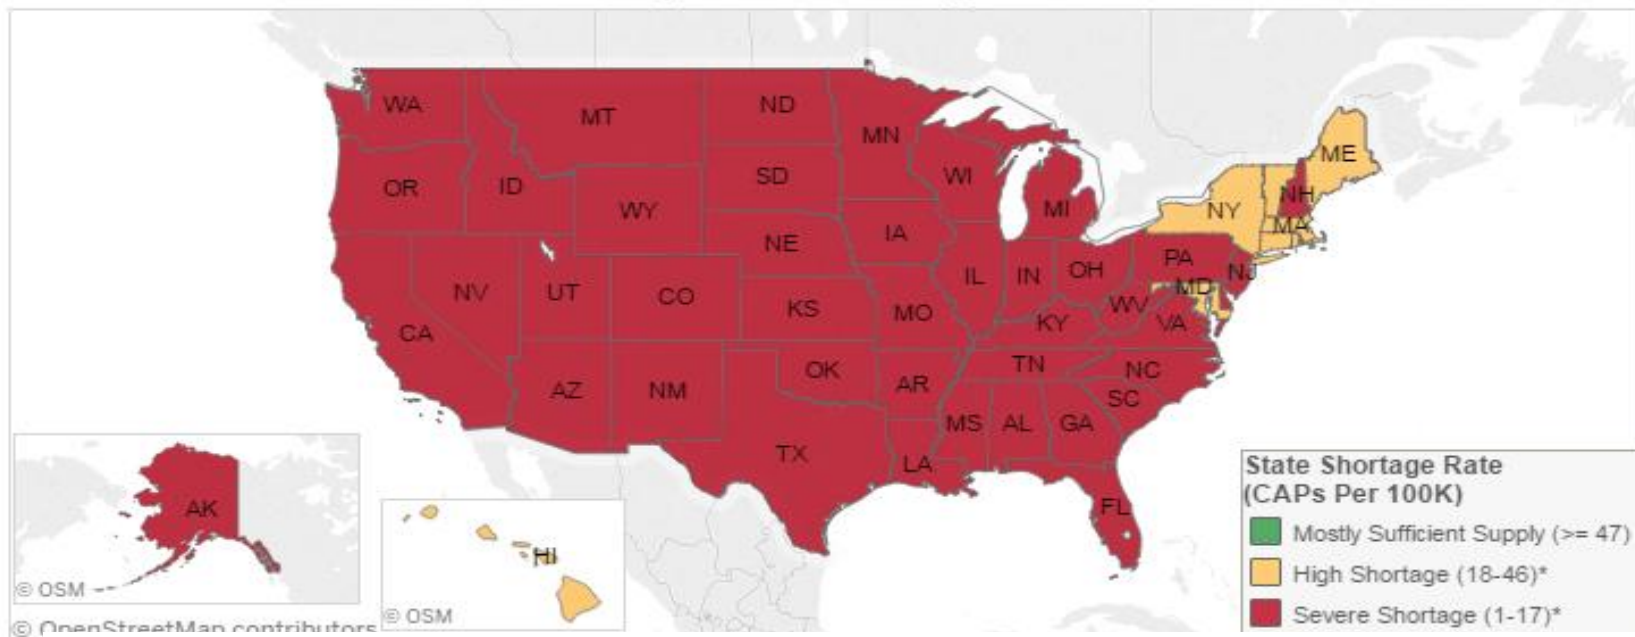 WA
MT
ND
MN
ME
OR
ID
SD
WI
NH
WY
MI
NY
MA
NE
IA
PA
NV
UT
CO
IL
IN
OH
NJ
MD
KS
MO
WV
CA
KY
VA
TN
NC
AZ
NM
OK
AR
SC
MS
AL
GA
TX
LA
FL
AK
© OSM
HI
© OSM
© OpenStreetMap contributors
State Shortage Rate
(CAPs Per 100K)
Mostly Sufficient Supply (>= 47)
High Shortage (18-46)*
Severe Shortage (1-17)*